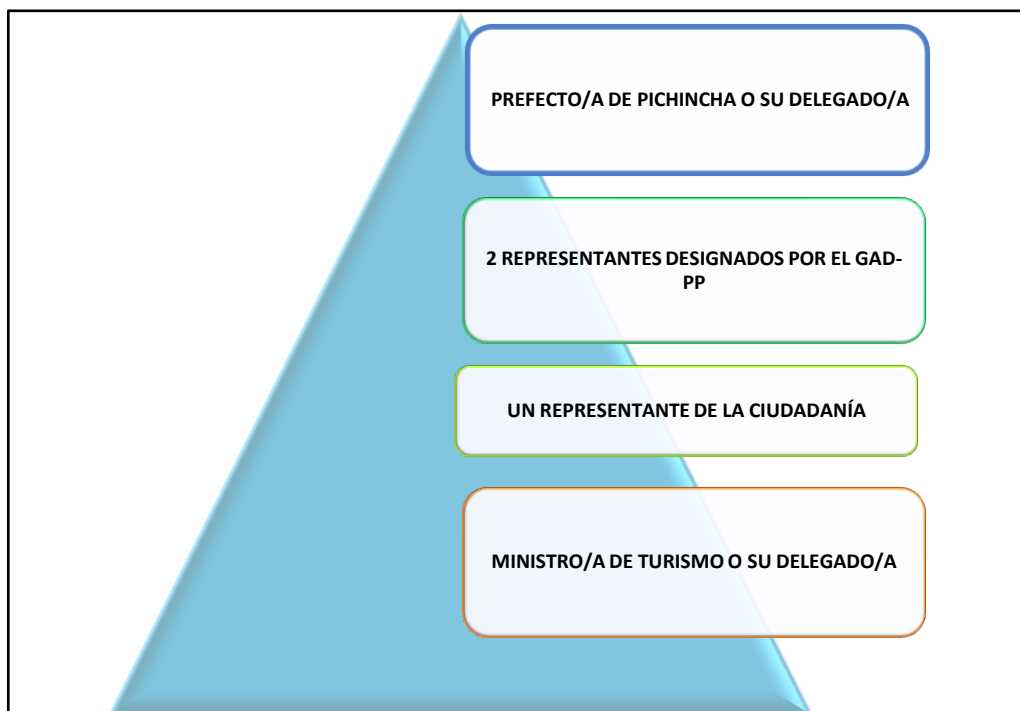 PREFECTO/A DE PICHINCHA O SU DELEGADO/A
2 REPRESENTANTES DESIGNADOS POR EL GAD-
PP
UN REPRESENTANTE DE LA CIUDADANÍA
MINISTRO/A DE TURISMO O SU DELEGADO/A